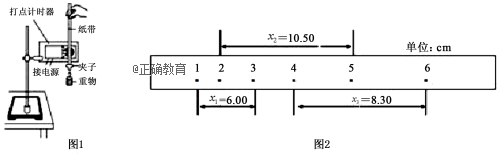 打点计时器
纸带
夹子
接电源
重物
图1
x₂=10.50
单位：cm
@正确教育
1 2 3 4 5 6
x₁=6.00
x₃=8.30
图2